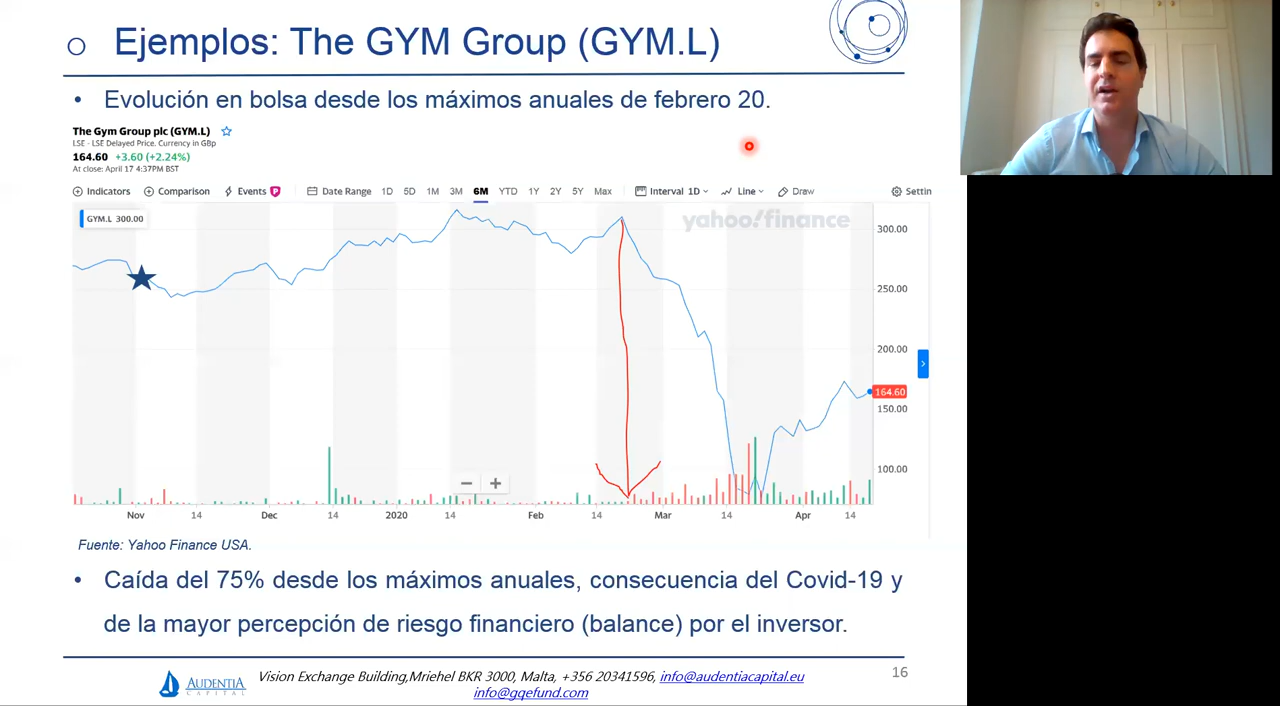 Ejemplos: The GYM Group (GYM.L)
• Evolución en bolsa desde los máximos anuales de febrero 20.
The Gym Group plc (GYM.L)
LSE - LSE Delayed Price. Currency in GBp
164.60 +3.60 (+2.24%)
At close: April 17 4:37PM BST
Indicators Comparison Events P Date Range 1D 5D 1M 3M 6M YTD 1Y 2Y 5Y Max Interval 1D Line Draw Settin
GYM.L 300.00
yahoo!finance
300.00
250.00
200.00
164.60
150.00
100.00
Nov 14 Dec 14 2020 14 Feb 14 Mar 14 Apr 14
Fuente: Yahoo Finance USA.
• Caída del 75% desde los máximos anuales, consecuencia del Covid-19 y
de la mayor percepción de riesgo financiero (balance) por el inversor.
AUDENTIA
CAPITAL
Vision Exchange Building,Mriehel BKR 3000, Malta, +356 20341596, info@audentiacapital.eu
info@gqefund.com
16